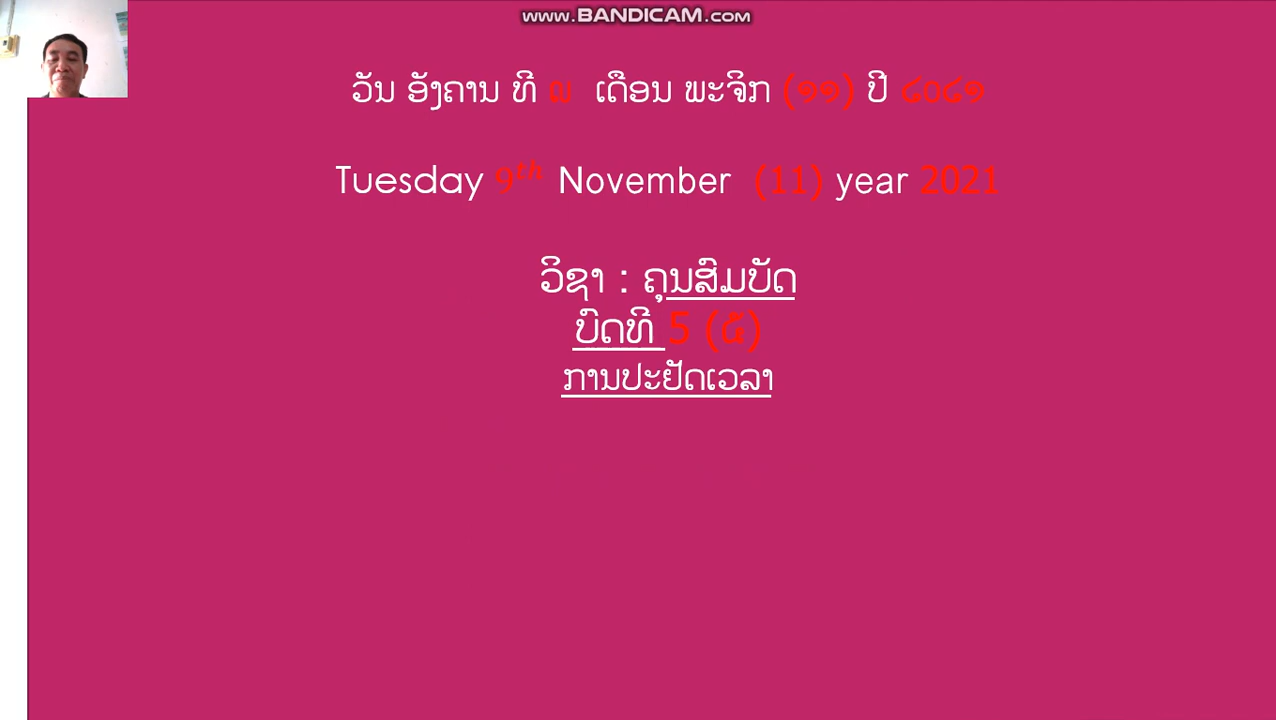 www.BANDICAM.com
ວັນ ອັງຄານ ທີ ໙ ເດືອນ ພະຈິກ (໑໑) ປີ ໒໐໒໑
Tuesday 9th November (11) year 2021
ວິຊາ : ຄຸນສົມບັດ
ບົດທີ 5 (໕)
ການປະຢັດເວລາ